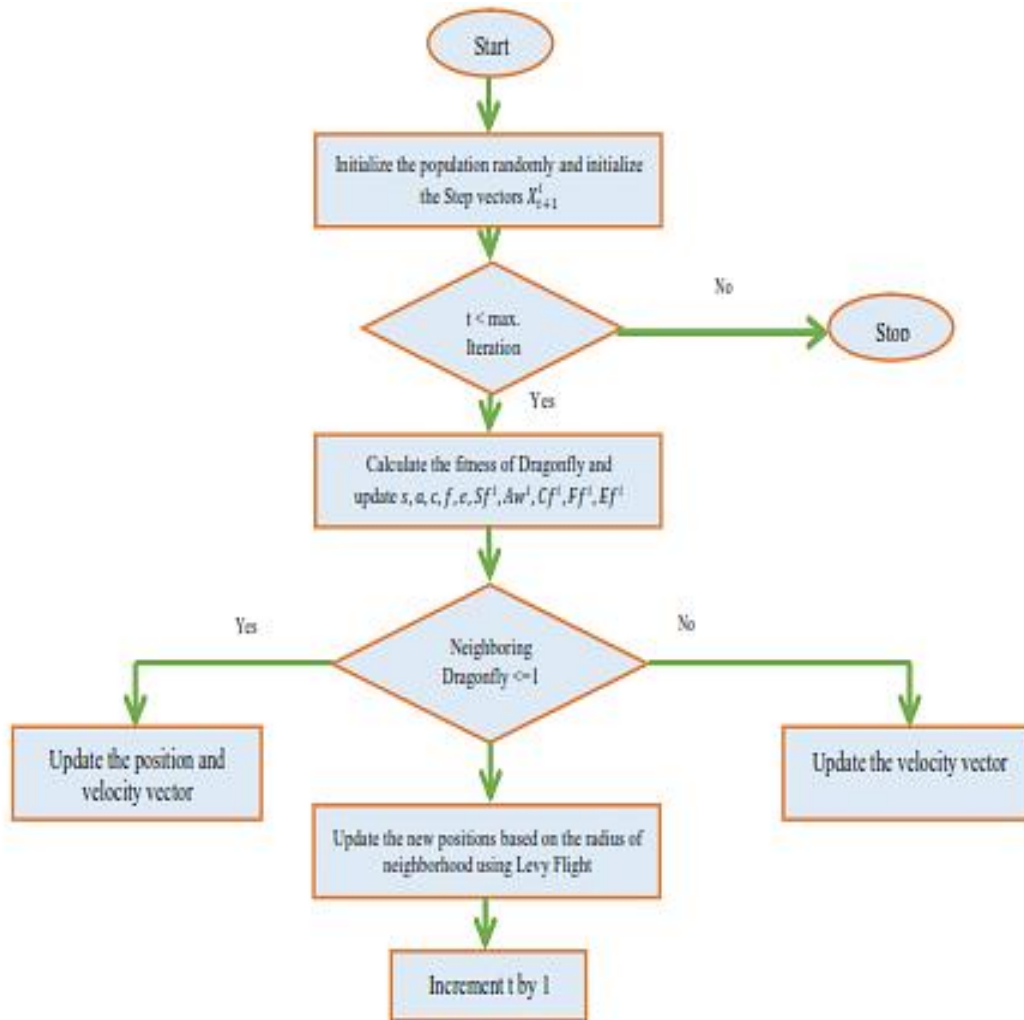 Start
Initialize the population randomly and initialize
the Step vectors $X_{t+1}^{i}$
No
t < max.
Iteration
Stop
Yes
Calculate the fitness of Dragonfly and
update $s, a, c, f, e, Sf^{i}, Aw^{i}, Cf^{i}, Ff^{i}, Ef^{i}$
Yes
No
Neighboring
Dragonfly <=1
Update the position and
velocity vector
Update the velocity vector
Update the new positions based on the radius of
neighborhood using Levy Flight
Increment t by 1